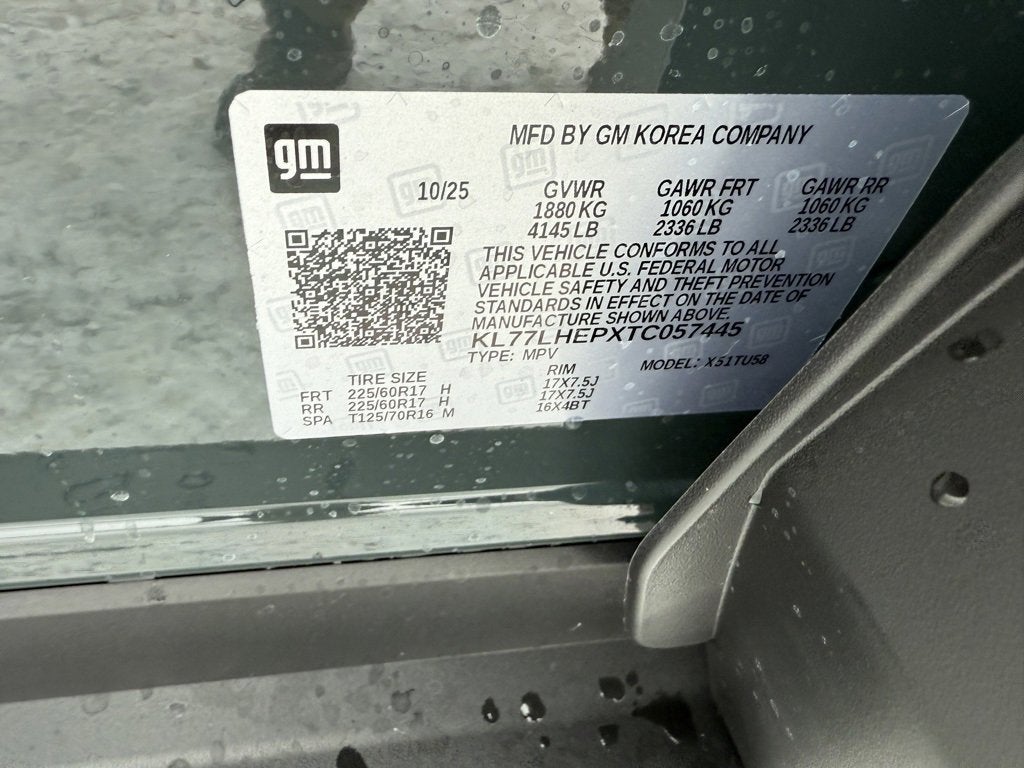 gm
MFD BY GM KOREA COMPANY
10/25
GVWR GAWR FRT GAWR RR
1880 KG 1060 KG 1060 KG
4145 LB 2336 LB 2336 LB
THIS VEHICLE CONFORMS TO ALL
APPLICABLE U.S. FEDERAL MOTOR
VEHICLE SAFETY AND THEFT PREVENTION
STANDARDS IN EFFECT ON THE DATE OF
MANUFACTURE SHOWN ABOVE.
KL77LHEPXTC057445
TYPE: MPV MODEL: X51TU58
TIRE SIZE RIM
FRT 225/60R17 H 17X7.5J
RR 225/60R17 H 17X7.5J
SPA T125/70R16 M 16X4BT